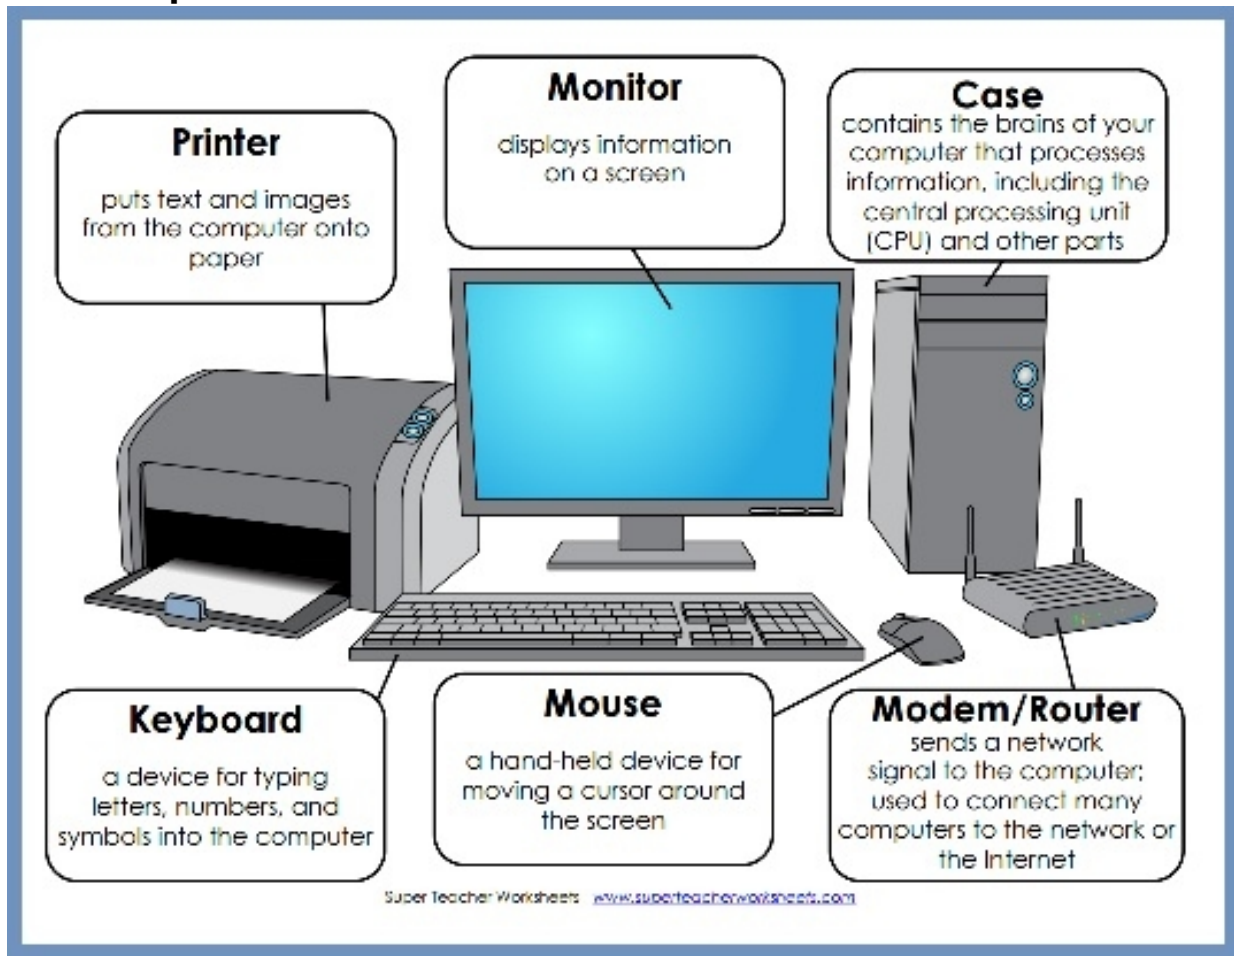 Printer
puts text and images
from the computer onto
paper
Monitor
displays information
on a screen
Case
contains the brains of your
computer that processes
information, including the
central processing unit
(CPU) and other parts
Keyboard
a device for typing
letters, numbers, and
symbols into the computer
Mouse
a hand-held device for
moving a cursor around
the screen
Modem/Router
sends a network
signal to the computer;
used to connect many
computers to the network or
the Internet
Super Teacher Worksheets www.superteacherworksheets.com